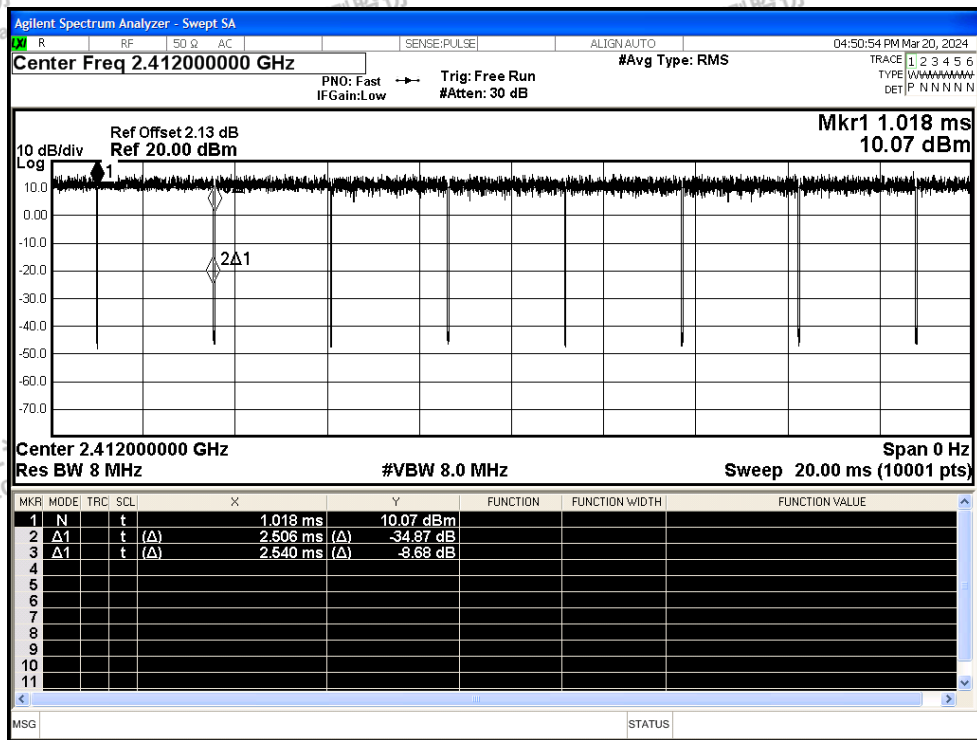 Agilent Spectrum Analyzer - Swept SA
LXI R RF 50 Ω AC SENSE:PULSE ALIGN AUTO 04:50:54 PM Mar 20, 2024
Center Freq 2.412000000 GHz #Avg Type: RMS TRACE 1 2 3 4 5 6
PNO: Fast Trig: Free Run TYPE
IFGain:Low #Atten: 30 dB DET P N N N N N
Mkr1 1.018 ms
Ref Offset 2.13 dB
10 dB/div Ref 20.00 dBm 10.07 dBm
Log
1
10.0
0.00
-10.0
2Δ1
-20.0
-30.0
-40.0
-50.0
-60.0
-70.0
Center 2.412000000 GHz Span 0 Hz
Res BW 8 MHz #VBW 8.0 MHz Sweep 20.00 ms (10001 pts)
MKR MODE TRC SCL X Y FUNCTION FUNCTION WIDTH FUNCTION VALUE
1 N t 1.018 ms 10.07 dBm
2 Δ1 t (Δ) 2.506 ms (Δ) -34.87 dB
3 Δ1 t (Δ) 2.540 ms (Δ) -8.68 dB
4
5
6
7
8
9
10
11
MSG STATUS